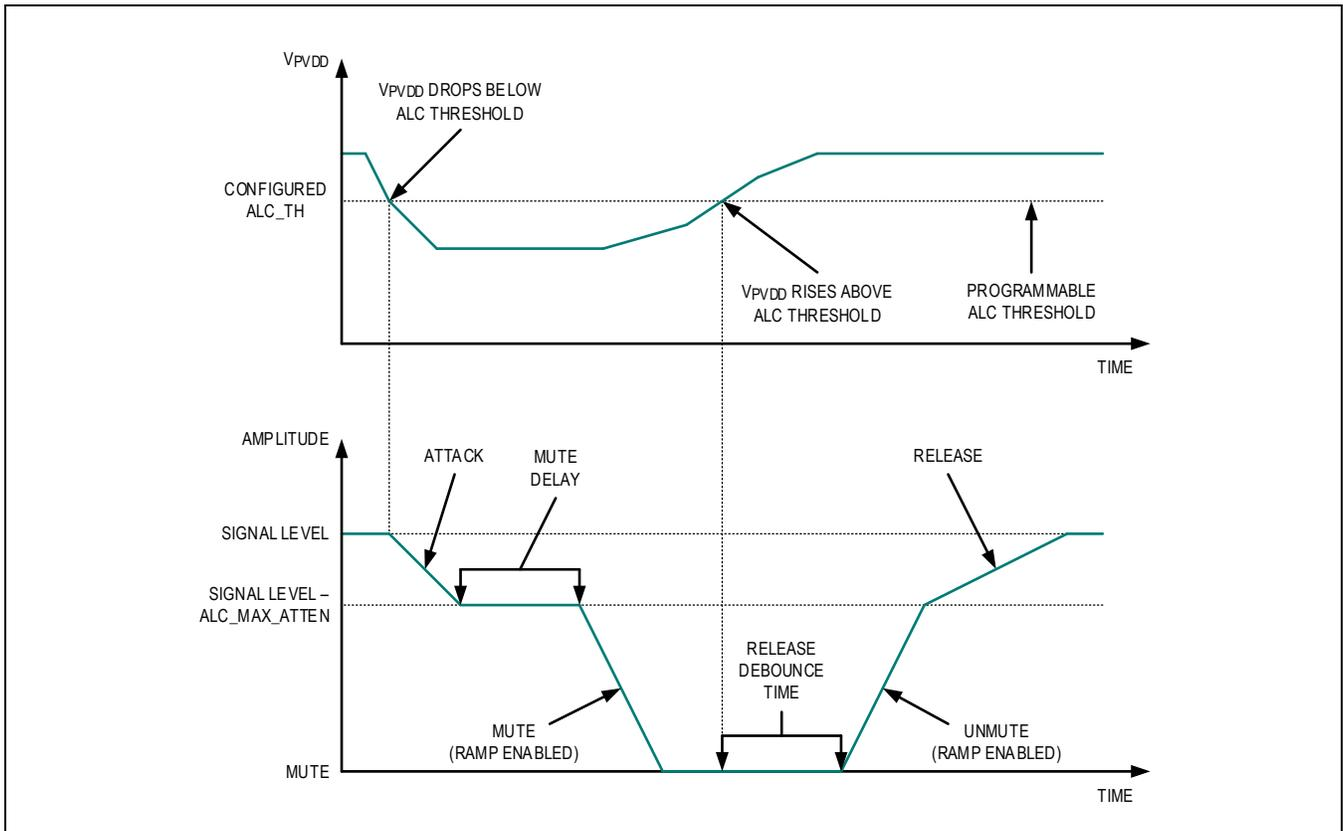 VPVDD
VPVDD DROPS BELOW
ALC THRESHOLD
CONFIGURED
ALC_TH
VPVDD RISES ABOVE
ALC THRESHOLD
PROGRAMMABLE
ALC THRESHOLD
TIME
AMPLITUDE
ATTACK
MUTE
DELAY
RELEASE
SIGNAL LEVEL
SIGNAL LEVEL –
ALC_MAX_ATTEN
RELEASE
DEBOUNCE
TIME
MUTE
(RAMP ENABLED)
UNMUTE
(RAMP ENABLED)
MUTE
TIME